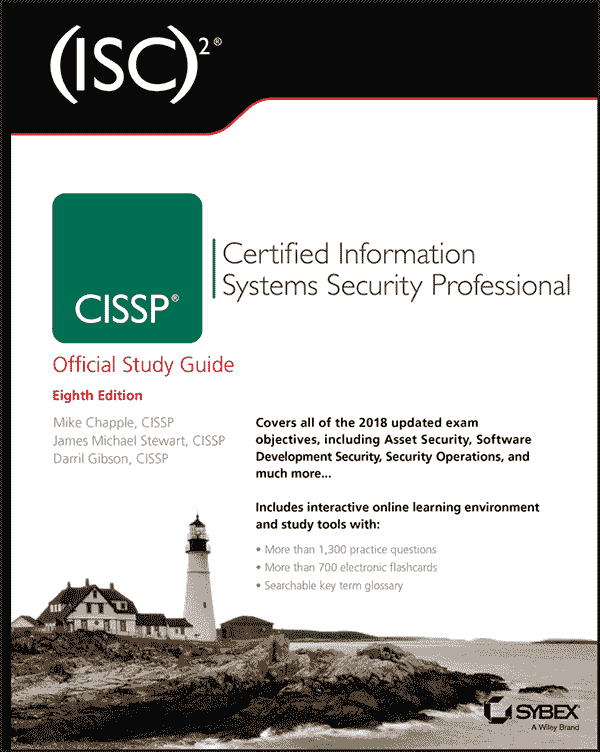 (ISC)²®
CISSP®
Certified Information
Systems Security Professional
Official Study Guide
Eighth Edition
Mike Chapple, CISSP
James Michael Stewart, CISSP
Darril Gibson, CISSP
Covers all of the 2018 updated exam
objectives, including Asset Security, Software
Development Security, Security Operations, and
much more...
Includes interactive online learning environment
and study tools with:
• More than 1,300 practice questions
• More than 700 electronic flashcards
• Searchable key term glossary
SYBEX
A Wiley Brand